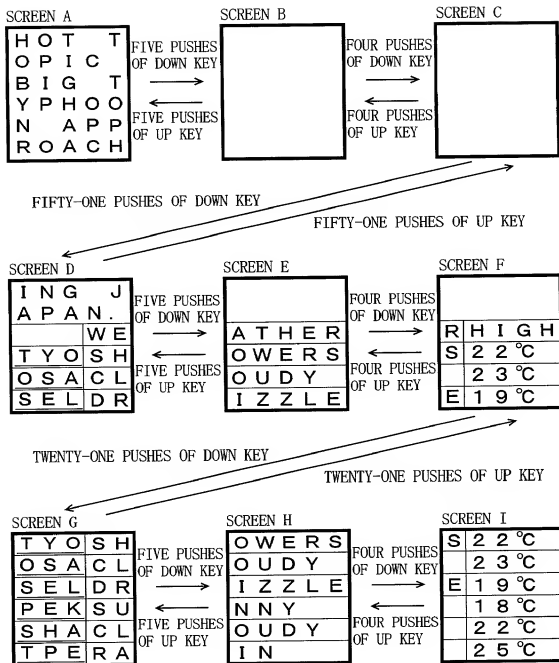 SCREEN A
HOT T
OPIC
BIG T
YPHOO
N APP
ROACH
FIVE PUSHES
OF DOWN KEY
FIVE PUSHES
OF UP KEY
SCREEN B
FOUR PUSHES
OF DOWN KEY
FOUR PUSHES
OF UP KEY
SCREEN C
FIFTY-ONE PUSHES OF DOWN KEY
FIFTY-ONE PUSHES OF UP KEY
SCREEN D
ING J
APAN.
WE
TYOSH
OSACL
SELDR
FIVE PUSHES
OF DOWN KEY
FIVE PUSHES
OF UP KEY
SCREEN E
ATHER
OWERS
OUDY
IZZLE
FOUR PUSHES
OF DOWN KEY
FOUR PUSHES
OF UP KEY
SCREEN F
R HIGH
S 22℃
23℃
E 19℃
TWENTY-ONE PUSHES OF DOWN KEY
TWENTY-ONE PUSHES OF UP KEY
SCREEN G
TYOSH
OSACL
SELDR
PEKSU
SHACL
TPERA
FIVE PUSHES
OF DOWN KEY
FIVE PUSHES
OF UP KEY
SCREEN H
OWERS
OUDY
IZZLE
NNY
OUDY
IN
FOUR PUSHES
OF DOWN KEY
FOUR PUSHES
OF UP KEY
SCREEN I
S 22℃
23℃
E 19℃
18℃
22℃
25℃